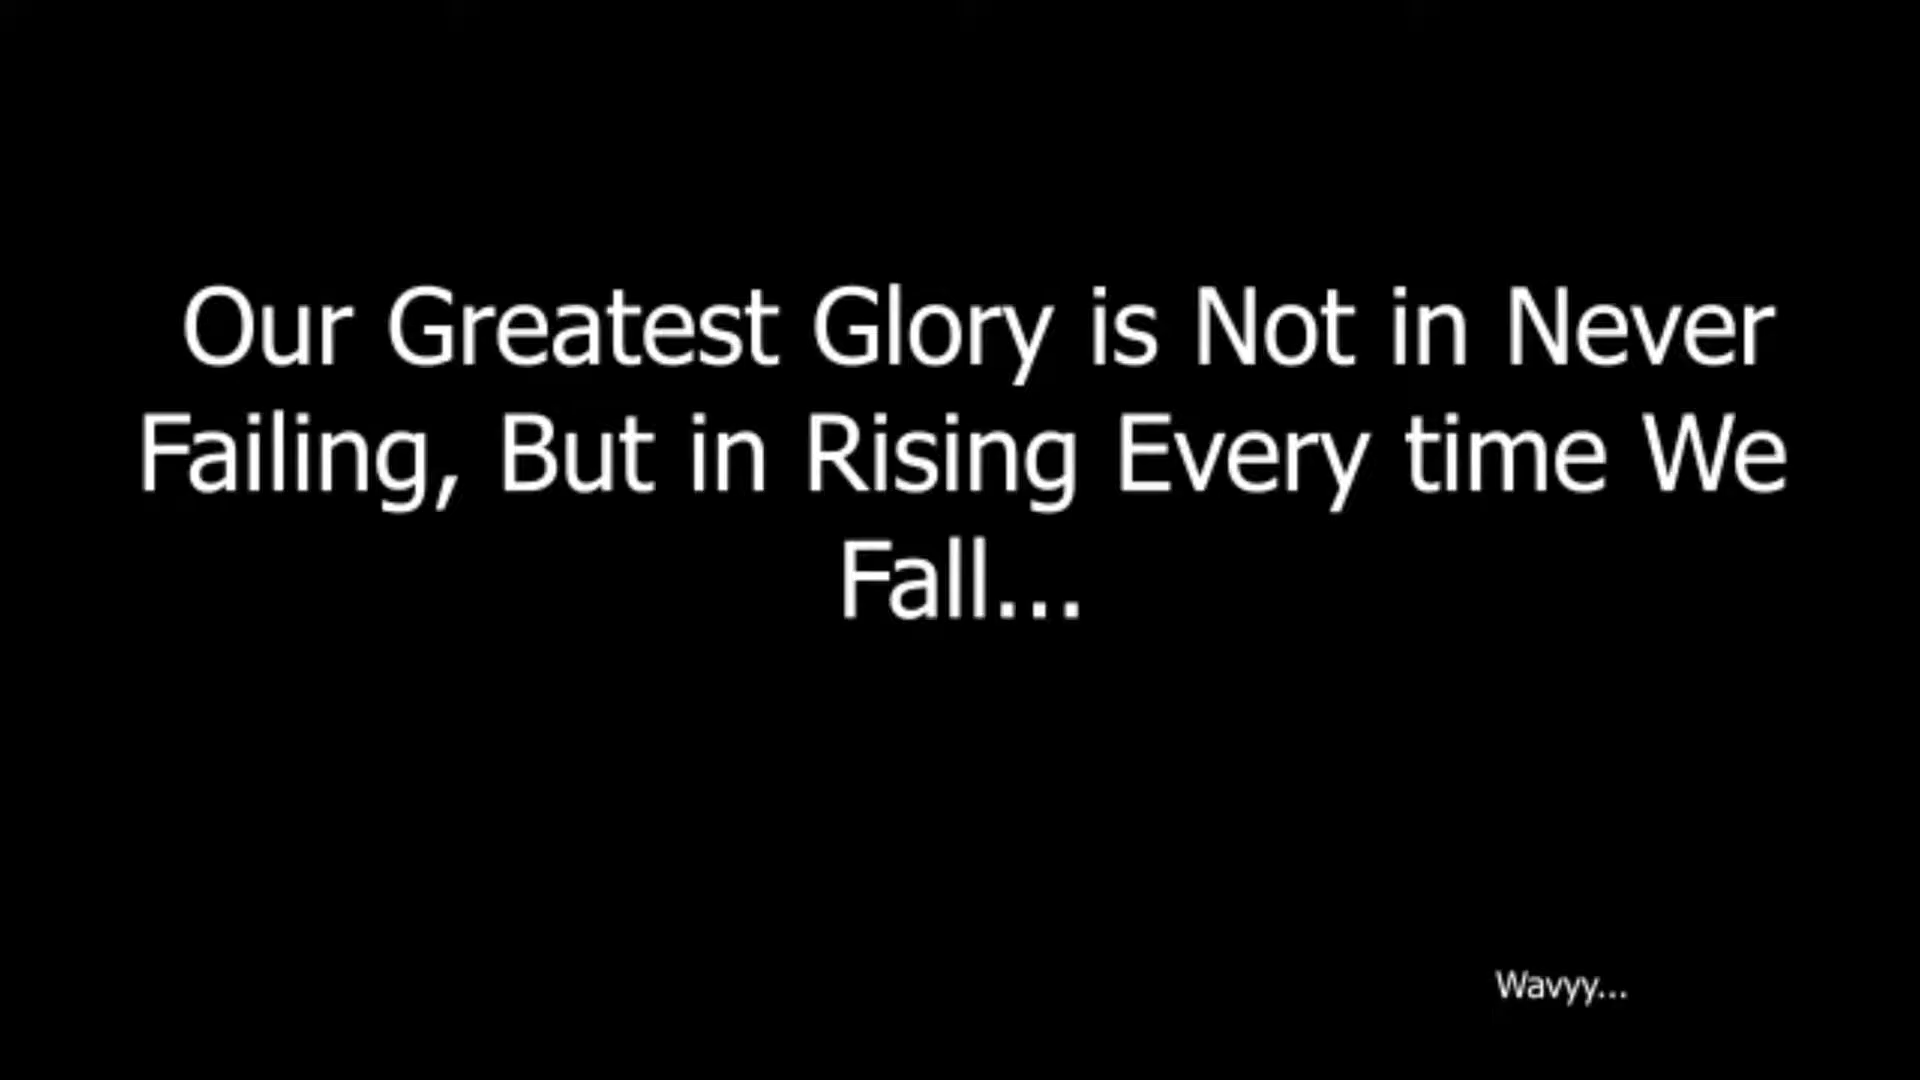 Our Greatest Glory is Not in Never
Failing, But in Rising Every time We
Fall...
Wavyy...